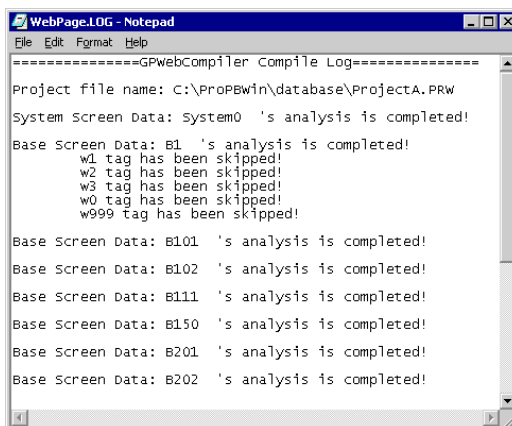 WebPage.LOG - Notepad
File Edit Format Help
===============GPWebCompiler Compile Log===============
Project file name: C:\ProPBWin\database\ProjectA.PRW
System Screen Data: System0  's analysis is completed!
Base Screen Data: B1  's analysis is completed!
w1 tag has been skipped!
w2 tag has been skipped!
w3 tag has been skipped!
w0 tag has been skipped!
w999 tag has been skipped!
Base Screen Data: B101  's analysis is completed!
Base Screen Data: B102  's analysis is completed!
Base Screen Data: B111  's analysis is completed!
Base Screen Data: B150  's analysis is completed!
Base Screen Data: B201  's analysis is completed!
Base Screen Data: B202  's analysis is completed!